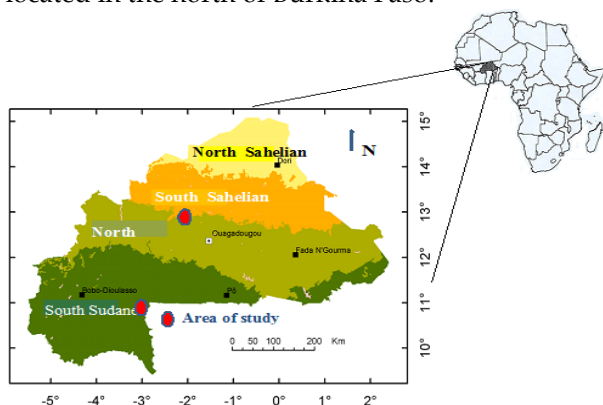 located in the north of Burkina Faso.
North Sahelian
Dori
N
South Sahelian
North
Ouagadougou
Fada N'Gourma
Bobo-Dioulasso
Pô
South Sudane
Area of study
0 50 100 200 Km
15°
14°
13°
12°
11°
10°
-5° -4° -3° -2° -1° 0° 1° 2°